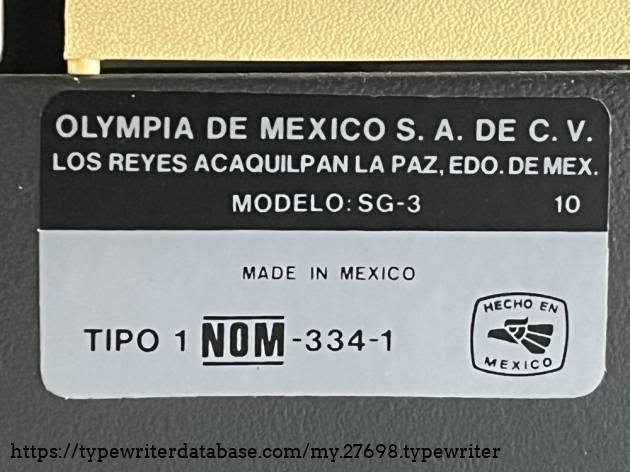 OLYMPIA DE MEXICO S. A. DE C. V.
LOS REYES ACAQUILPAN LA PAZ, EDO. DE MEX.
MODELO: SG-3 10
MADE IN MEXICO
TIPO 1 NOM-334-1
HECHO EN
MEXICO
https://typewriterdatabase.com/my.27698.typewriter